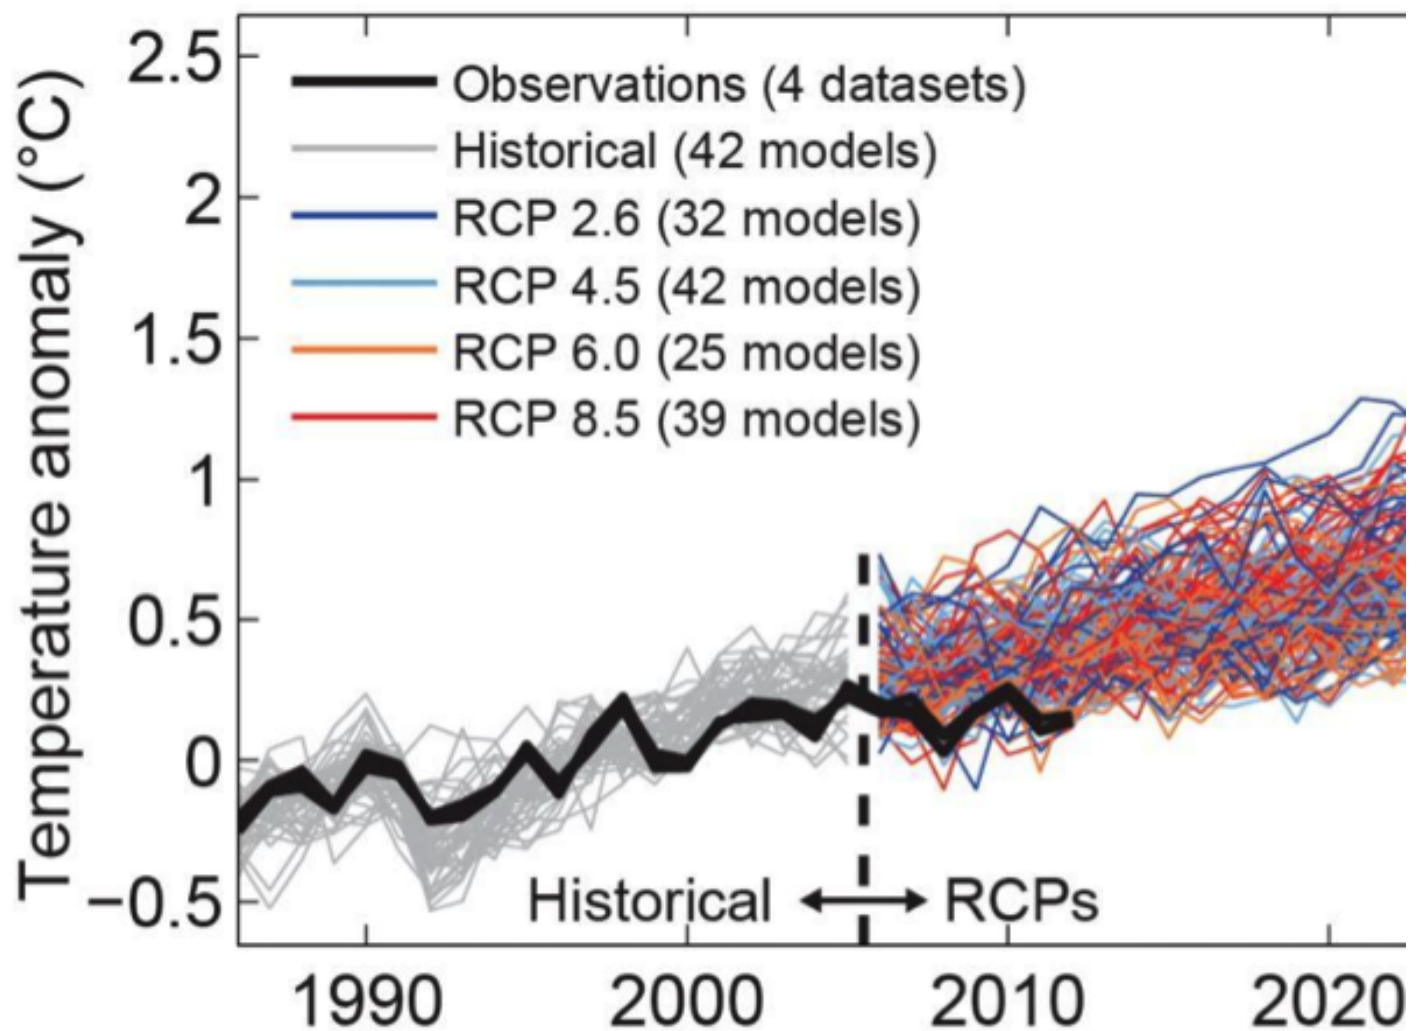 Temperature anomaly (°C)
2.5
2
1.5
1
0.5
0
−0.5
Observations (4 datasets)
Historical (42 models)
RCP 2.6 (32 models)
RCP 4.5 (42 models)
RCP 6.0 (25 models)
RCP 8.5 (39 models)
Historical RCPs
1990 2000 2010 2020